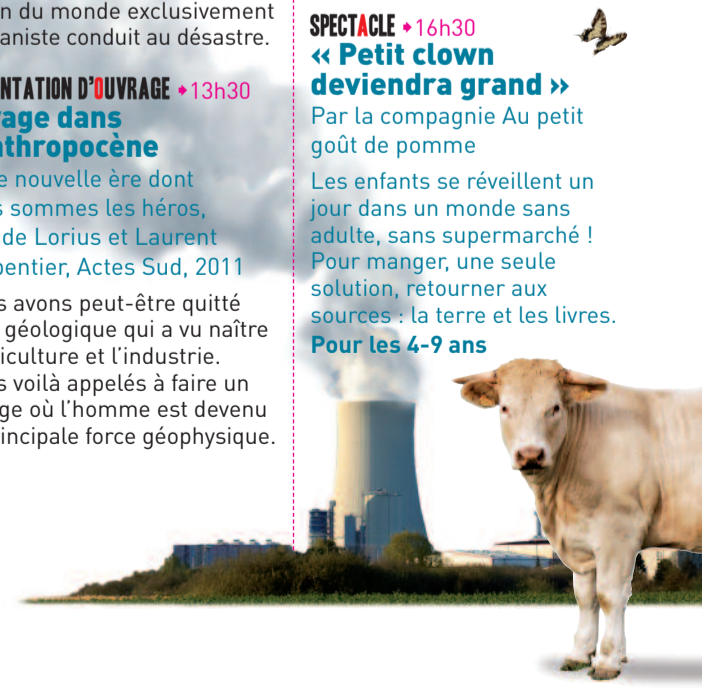 n du monde exclusivement
aniste conduit au désastre.
NTATION D'OUVRAGE ➧13h30
age dans
nthropocène
e nouvelle ère dont
s sommes les héros,
de Lorius et Laurent
pentier, Actes Sud, 2011
s avons peut-être quitté
géologique qui a vu naître
iculture et l'industrie.
s voilà appelés à faire un
ge où l'homme est devenu
incipale force géophysique.
SPECTACLE ➧16h30
« Petit clown
deviendra grand »
Par la compagnie Au petit
goût de pomme
Les enfants se réveillent un
jour dans un monde sans
adulte, sans supermarché !
Pour manger, une seule
solution, retourner aux
sources : la terre et les livres.
Pour les 4-9 ans